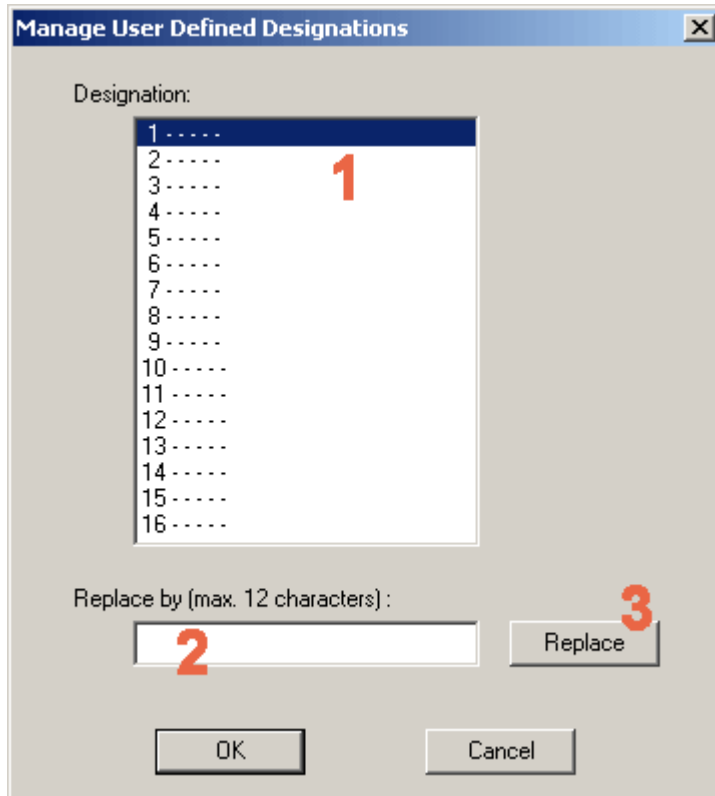 Manage User Defined Designations
Designation:
1 - - - - -
1
2 - - - - -
3 - - - - -
4 - - - - -
5 - - - - -
6 - - - - -
7 - - - - -
8 - - - - -
9 - - - - -
10 - - - - -
11 - - - - -
12 - - - - -
13 - - - - -
14 - - - - -
15 - - - - -
16 - - - - -
Replace by (max. 12 characters) :
3
2
Replace
OK Cancel